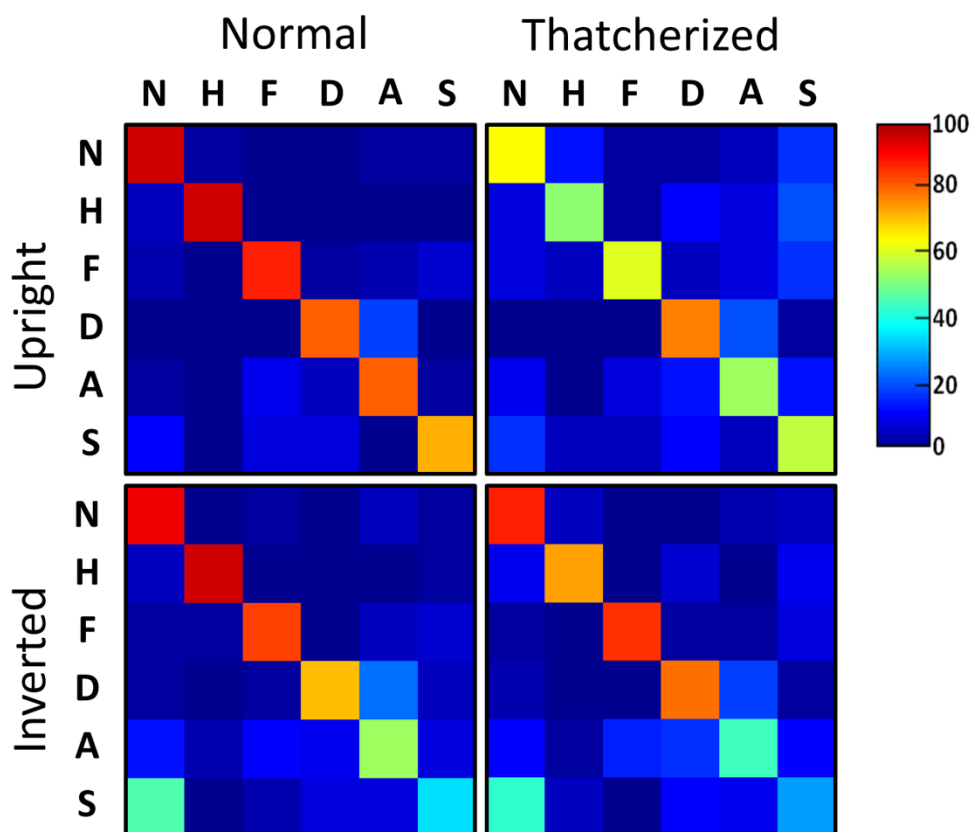 Normal Thatcherized
N H F D A S N H F D A S
Upright
N
H
F
D
A
S
100
80
60
40
20
0
Inverted
N
H
F
D
A
S